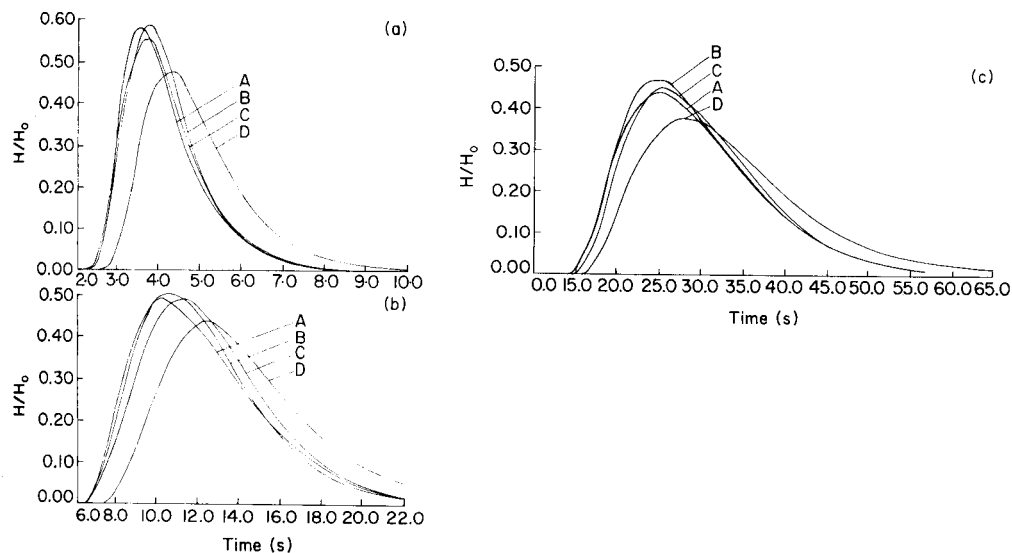 (a)
H/H₀
0.60
0.50
0.40
0.30
0.20
0.10
0.00
A
B
C
D
2.0 3.0 4.0 5.0 6.0 7.0 8.0 9.0 10.0
(b)
H/H₀
0.50
0.40
0.30
0.20
0.10
0.00
A
B
C
D
6.0 8.0 10.0 12.0 14.0 16.0 18.0 20.0 22.0
Time (s)
(c)
H/H₀
0.50
0.40
0.30
0.20
0.10
0.00
B
C
A
D
0.0 15.0 20.0 25.0 30.0 35.0 40.0 45.0 50.0 55.0 60.0 65.0
Time (s)